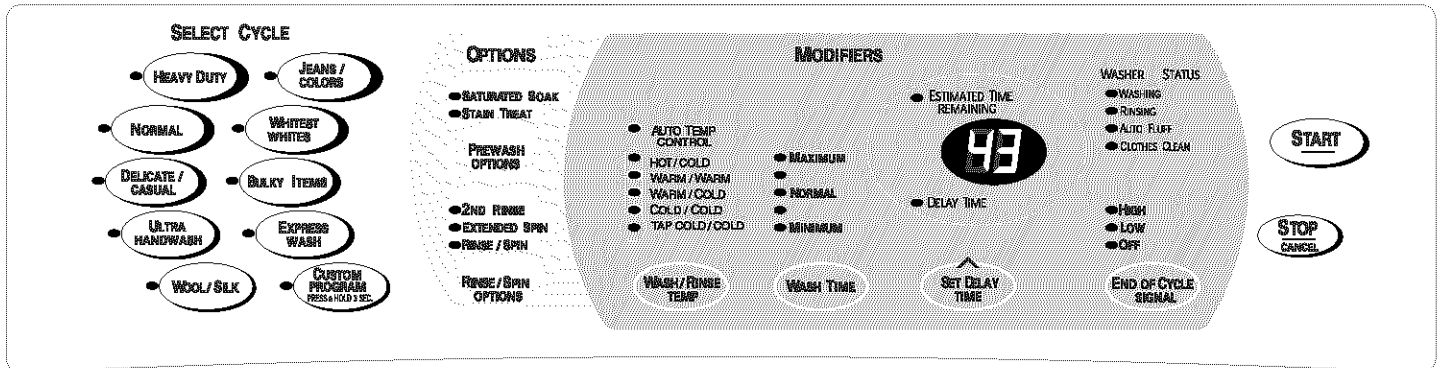 SELECT CYCLE
HEAVY DUTY
JEANS /
COLORS
NORMAL
WHITEST
WHITES
DELICATE /
CASUAL
BULKY ITEMS
ULTRA
HANDWASH
EXPRESS
WASH
WOOL / SILK
CUSTOM
PROGRAM
PRESS & HOLD 3 SEC.
OPTIONS
SATURATED SOAK
STAIN TREAT
PREWASH
OPTIONS
2ND RINSE
EXTENDED SPIN
RINSE / SPIN
RINSE / SPIN
OPTIONS
MODIFIERS
AUTO TEMP
CONTROL
HOT / COLD
WARM / WARM
WARM / COLD
COLD / COLD
TAP COLD / COLD
WASH / RINSE
TEMP
MAXIMUM
NORMAL
MINIMUM
WASH TIME
ESTIMATED TIME
REMAINING
43
DELAY TIME
SET DELAY
TIME
WASHER STATUS
WASHING
RINSING
AUTO FLUFF
CLOTHES CLEAN
HIGH
LOW
OFF
END OF CYCLE
SIGNAL
START
STOP
CANCEL